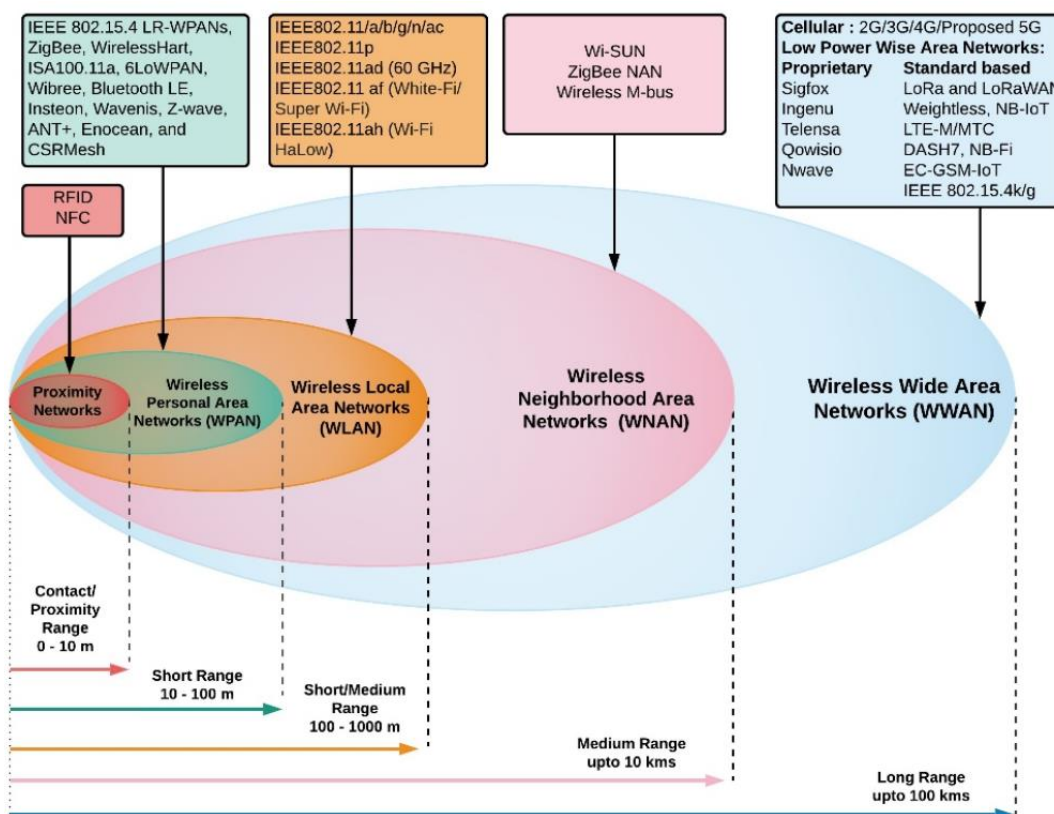 IEEE 802.15.4 LR-WPANs,
ZigBee, WirelessHart,
ISA100.11a, 6LoWPAN,
Wibree, Bluetooth LE,
Insteon, Wavenis, Z-wave,
ANT+, Enocean, and
CSRMesh
IEEE802.11/a/b/g/n/ac
IEEE802.11p
IEEE802.11ad (60 GHz)
IEEE802.11 af (White-Fi/
Super Wi-Fi)
IEEE802.11ah (Wi-Fi
HaLow)
Wi-SUN
ZigBee NAN
Wireless M-bus
Cellular : 2G/3G/4G/Proposed 5G
Low Power Wise Area Networks:
Proprietary Standard based
Sigfox LoRa and LoRaWAN
Ingenu Weightless, NB-IoT
Telensa LTE-M/MTC
Qowisio DASH7, NB-Fi
Nwave EC-GSM-IoT
IEEE 802.15.4k/g
RFID
NFC
Proximity
Networks
Wireless
Personal Area
Networks (WPAN)
Wireless Local
Area Networks
(WLAN)
Wireless
Neighborhood Area
Networks (WNAN)
Wireless Wide Area
Networks (WWAN)
Contact/
Proximity
Range
0 - 10 m
Short Range
10 - 100 m
Short/Medium
Range
100 - 1000 m
Medium Range
upto 10 kms
Long Range
upto 100 kms